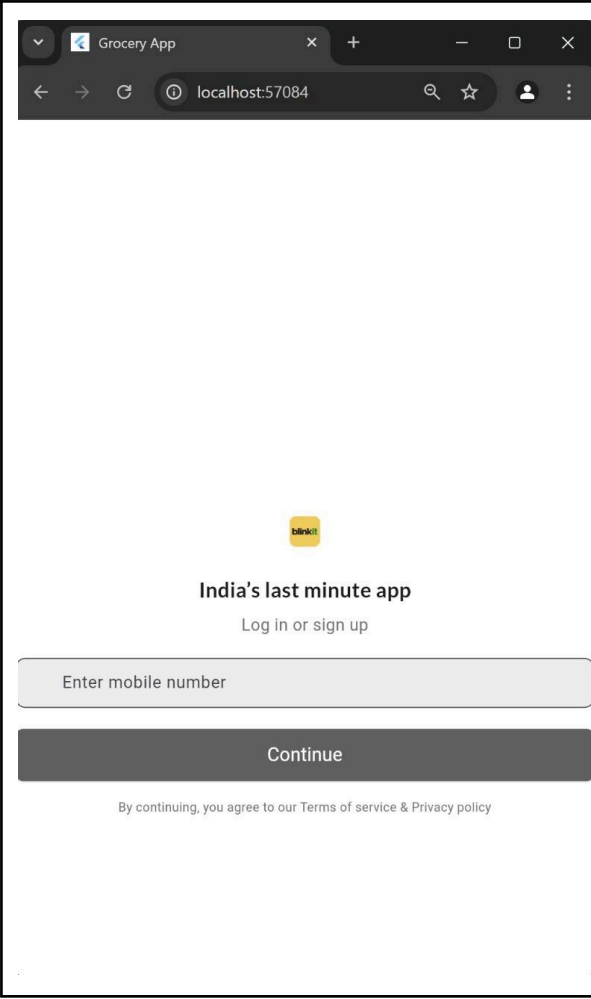 Grocery App
localhost:57084
blinkit
India’s last minute app
Log in or sign up
Enter mobile number
Continue
By continuing, you agree to our Terms of service & Privacy policy